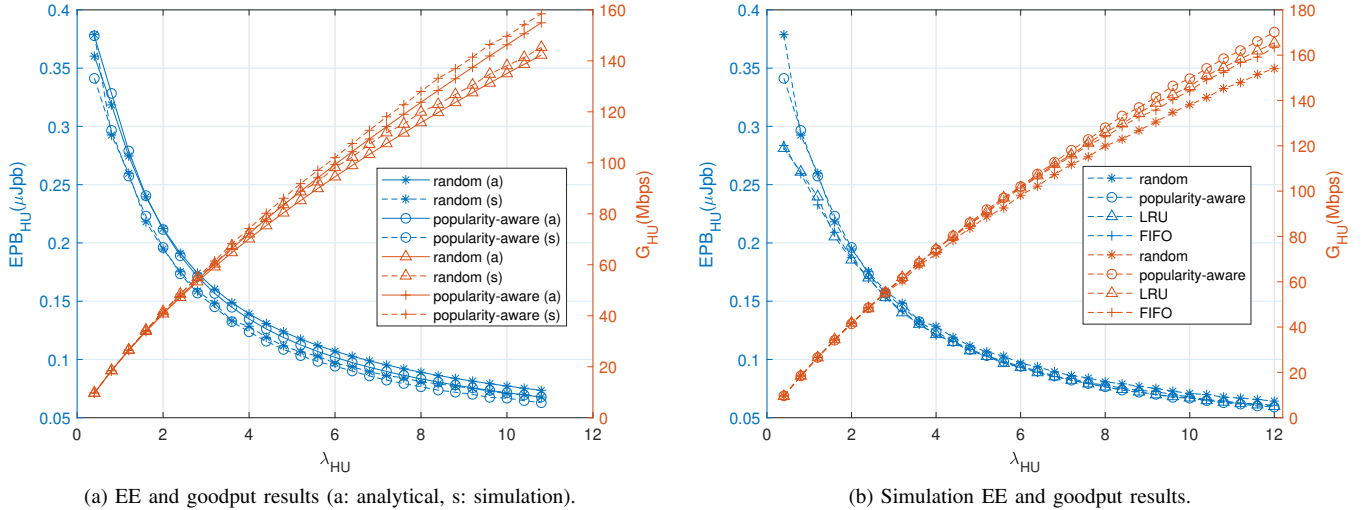 0.4
0.35
0.3
0.25
0.2
0.15
0.1
0.05
EPB_HU(μJpb)
0 2 4 6 8 10 12
λ_HU
160
140
120
100
80
60
40
20
0
G_HU(Mbps)
random (a)
random (s)
popularity-aware (a)
popularity-aware (s)
random (a)
random (s)
popularity-aware (a)
popularity-aware (s)
(a) EE and goodput results (a: analytical, s: simulation).
0.4
0.35
0.3
0.25
0.2
0.15
0.1
0.05
EPB_HU(μJpb)
0 2 4 6 8 10 12
λ_HU
180
160
140
120
100
80
60
40
20
0
G_HU(Mbps)
random
popularity-aware
LRU
FIFO
random
popularity-aware
LRU
FIFO
(b) Simulation EE and goodput results.